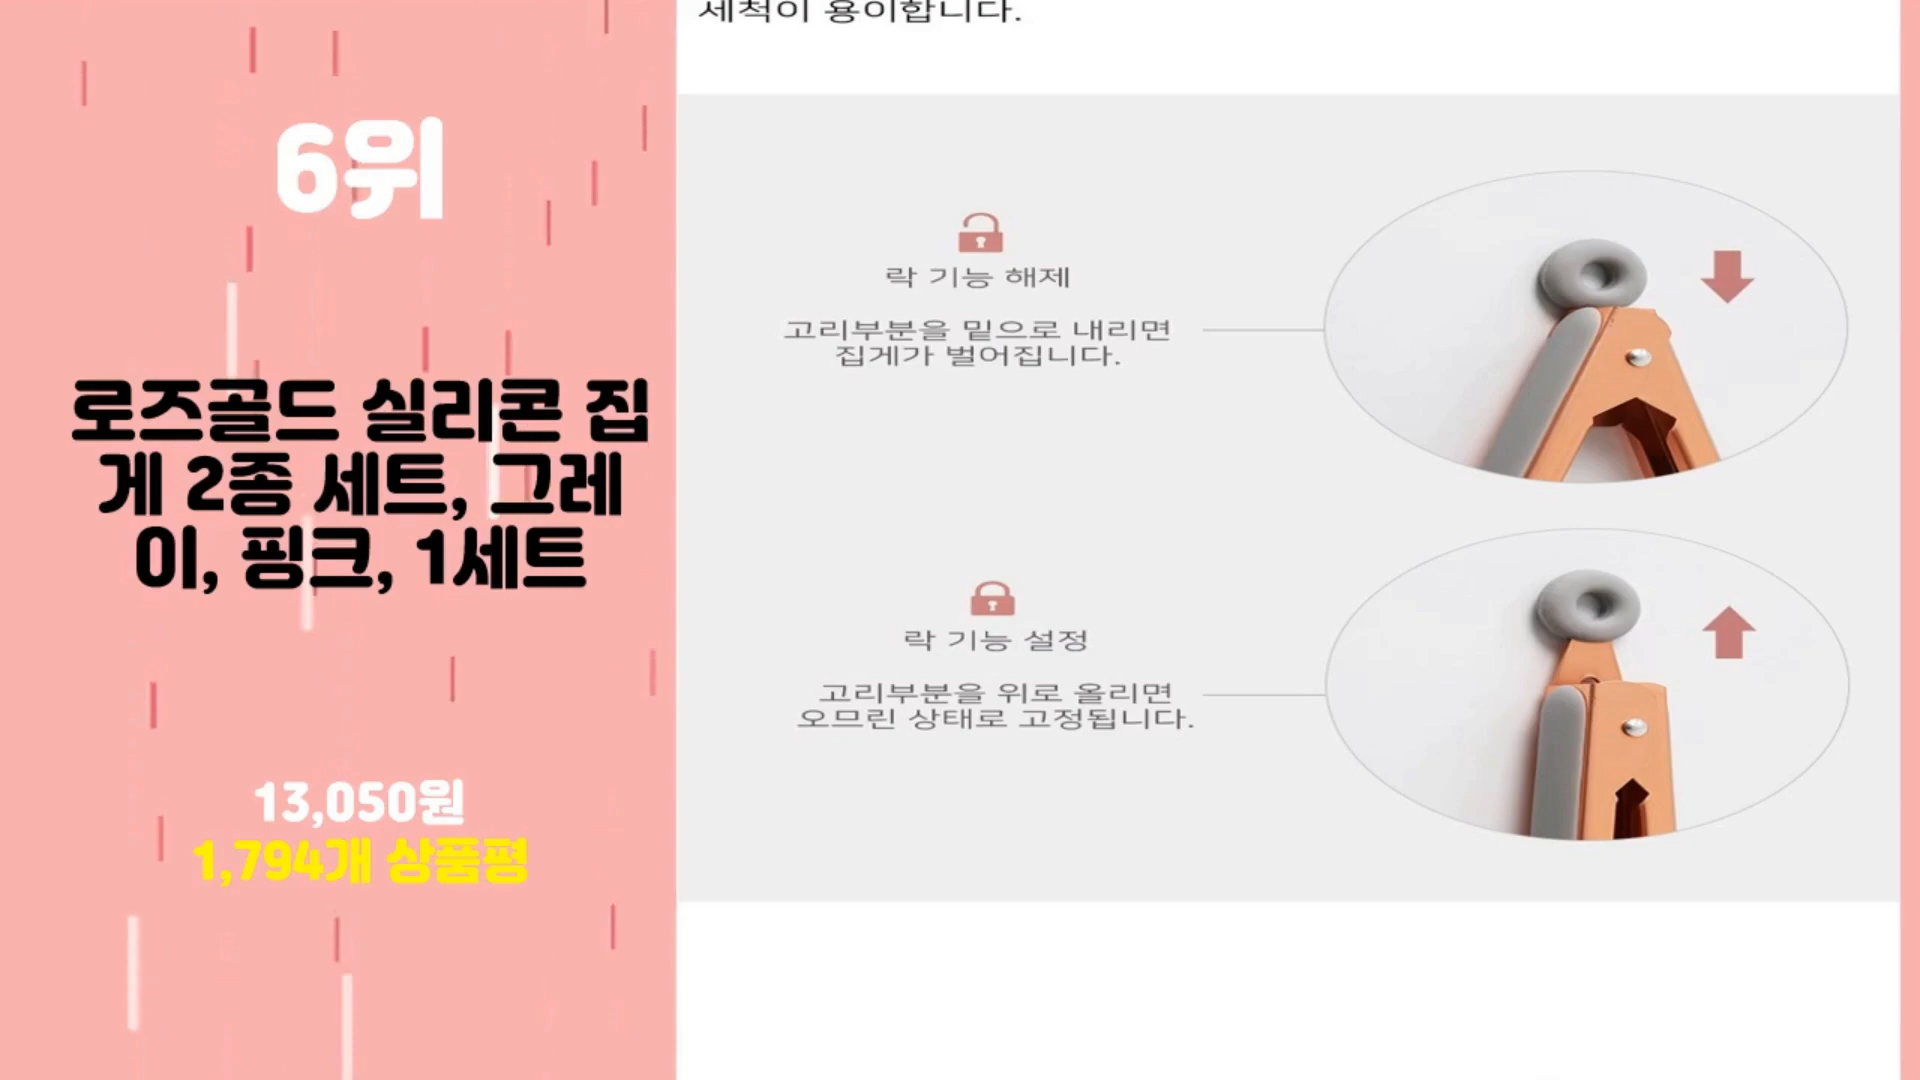 6위
로즈골드 실리콘 집
게 2종 세트, 그레
이, 핑크, 1세트
13,050원
1,794개 상품평
세척이 용이합니다.
락 기능 해제
고리부분을 밑으로 내리면
집게가 벌어집니다.
락 기능 설정
고리부분을 위로 올리면
오므린 상태로 고정됩니다.